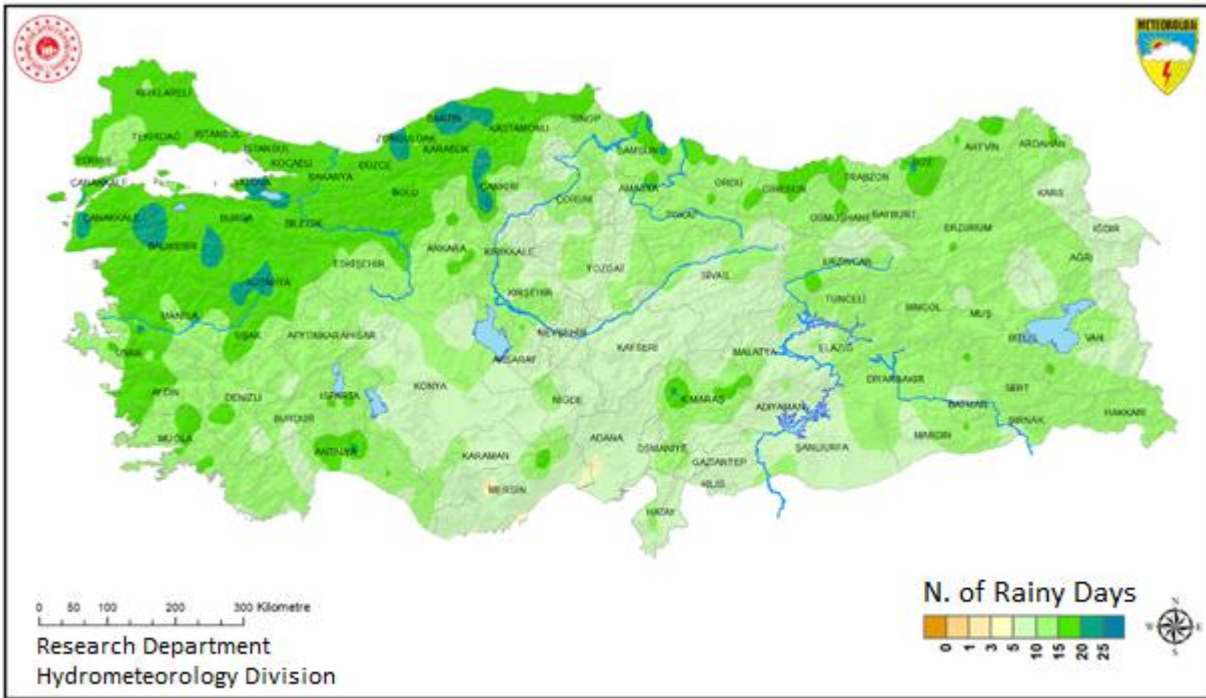 METEOROLOJİ
KIRKLARELİ
TEKİRDAĞ
İSTANBUL
EDİRNE
İSTANBUL
KOCAELİ
YALOVA
SAKARYA
DÜZCE
ZONGULDAK
BARTIN
KARABÜK
KASTAMONU
SİNOP
SAMSUN
ÇANAKKALE
ÇANAKKALE
BALIKESİR
BURSA
BİLECİK
BOLU
ÇANKIRI
ÇORUM
AMASYA
TOKAT
ORDU
GİRESUN
TRABZON
RİZE
ARTVİN
ARDAHAN
KARS
IĞDIR
AĞRI
ERZURUM
BAYBURT
ERZİNCAN
ESKİŞEHİR
ANKARA
KIRIKKALE
YOZGAT
SİVAS
KÜTAHYA
MANİSA
UŞAK
AFYONKARAHİSAR
KIRŞEHİR
NEVŞEHİR
KAYSERİ
AKSARAY
MALATYA
ELAZIĞ
TUNCELİ
BİNGÖL
MUŞ
BİTLİS
VAN
AYDIN
DENİZLİ
ISPARTA
BURDUR
KONYA
NİĞDE
K.MARAŞ
ADIYAMAN
DİYARBAKIR
BATMAN
SİİRT
ŞIRNAK
HAKKARİ
MUĞLA
ANTALYA
KARAMAN
MERSİN
ADANA
OSMANİYE
GAZİANTEP
KİLİS
ŞANLIURFA
MARDİN
HATAY
0 50 100 200 300 Kilometre
Research Department
Hydrometeorology Division
N. of Rainy Days
0 1 3 5 10 15 20 25
N
W E
S